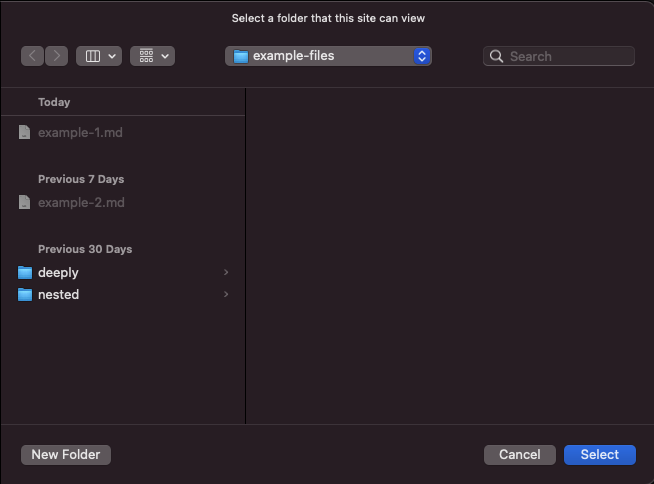 Select a folder that this site can view
example-files
Search
Today
example-1.md
Previous 7 Days
example-2.md
Previous 30 Days
deeply
nested
New Folder
Cancel
Select